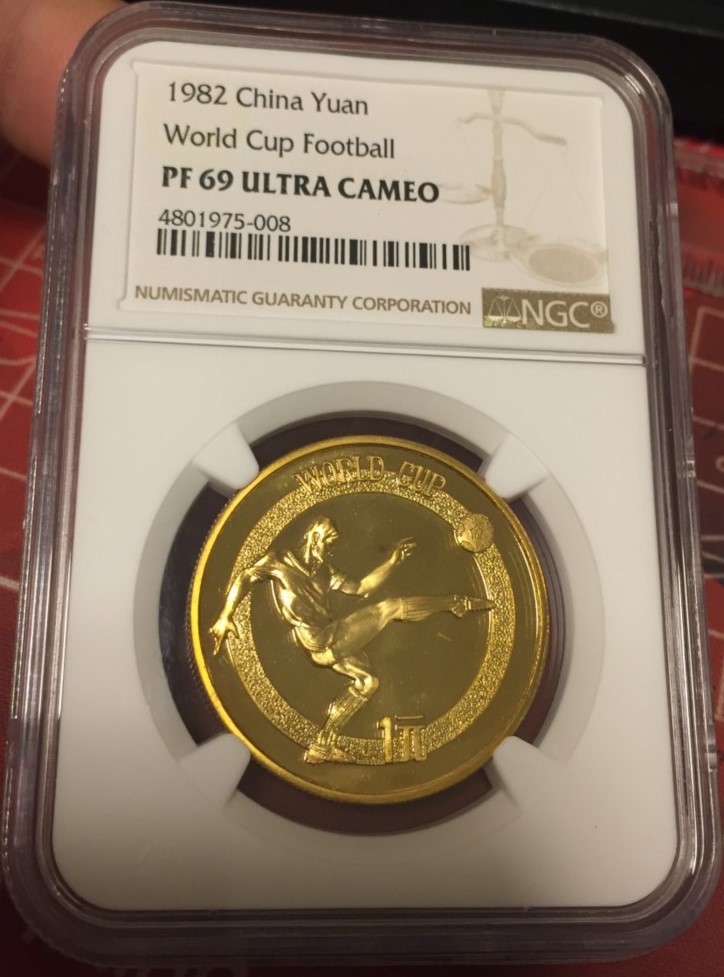 1982 China Yuan
World Cup Football
PF 69 ULTRA CAMEO
4801975-008
NUMISMATIC GUARANTY CORPORATION
NGC®
WORLD CUP
1元